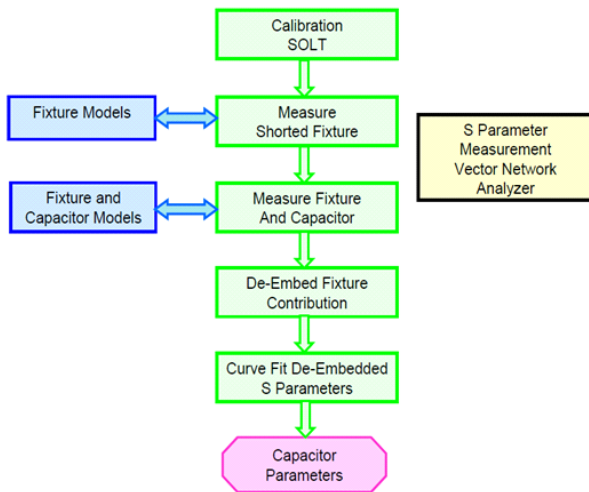 Calibration
SOLT
Fixture Models
Measure
Shorted Fixture
S Parameter
Measurement
Vector Network
Analyzer
Fixture and
Capacitor Models
Measure Fixture
And Capacitor
De-Embed Fixture
Contribution
Curve Fit De-Embedded
S Parameters
Capacitor
Parameters